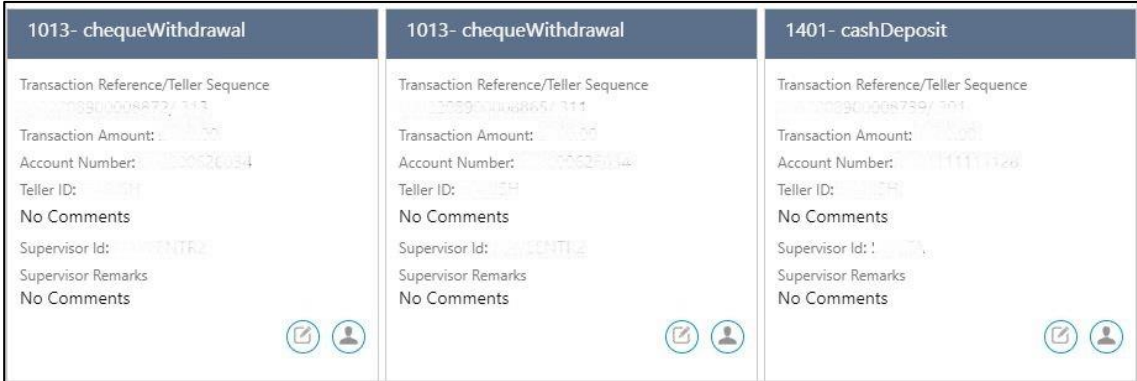 1013- chequeWithdrawal
Transaction Reference/Teller Sequence
Transaction Amount:
Account Number:
Teller ID:
No Comments
Supervisor Id:
Supervisor Remarks
No Comments
1013- chequeWithdrawal
Transaction Reference/Teller Sequence
Transaction Amount:
Account Number:
Teller ID:
No Comments
Supervisor Id:
Supervisor Remarks
No Comments
1401- cashDeposit
Transaction Reference/Teller Sequence
Transaction Amount:
Account Number:
Teller ID:
No Comments
Supervisor Id:
Supervisor Remarks
No Comments